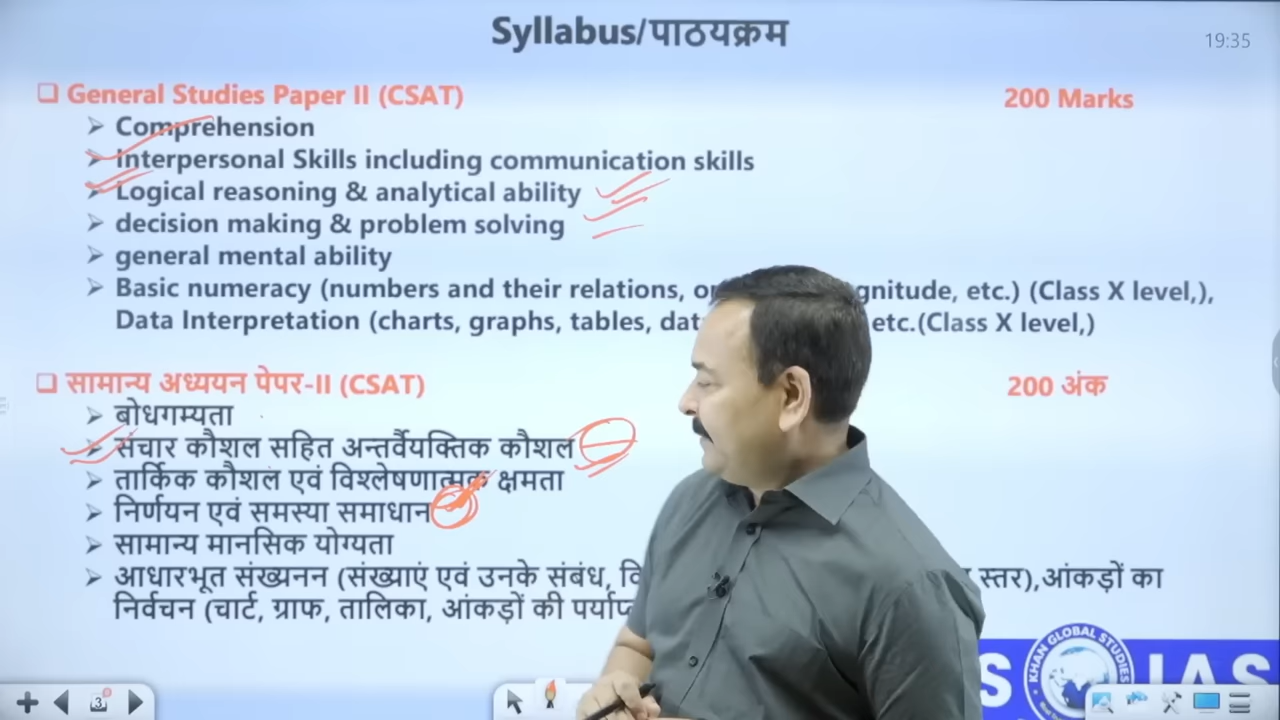 Syllabus/पाठयक्रम
19:35
General Studies Paper II (CSAT) 200 Marks
Comprehension
Interpersonal Skills including communication skills
Logical reasoning & analytical ability
decision making & problem solving
general mental ability
Basic numeracy (numbers and their relations, gnitude, etc.) (Class X level,),
Data Interpretation (charts, graphs, tables, etc.(Class X level,)
सामान्य अध्ययन पेपर-II (CSAT) 200 अंक
बोधगम्यता
संचार कौशल सहित अन्तर्वैयक्तिक कौशल
तार्किक कौशल एवं विश्लेषणात्मक क्षमता
निर्णयन एवं समस्या समाधान
सामान्य मानसिक योग्यता
आधारभूत संख्यनन (संख्याएं एवं उनके संबंध, स्तर),आंकड़ों का
निर्वचन (चार्ट, ग्राफ, तालिका, आंकड़ों की
KHAN GLOBAL STUDIES
S IAS
3